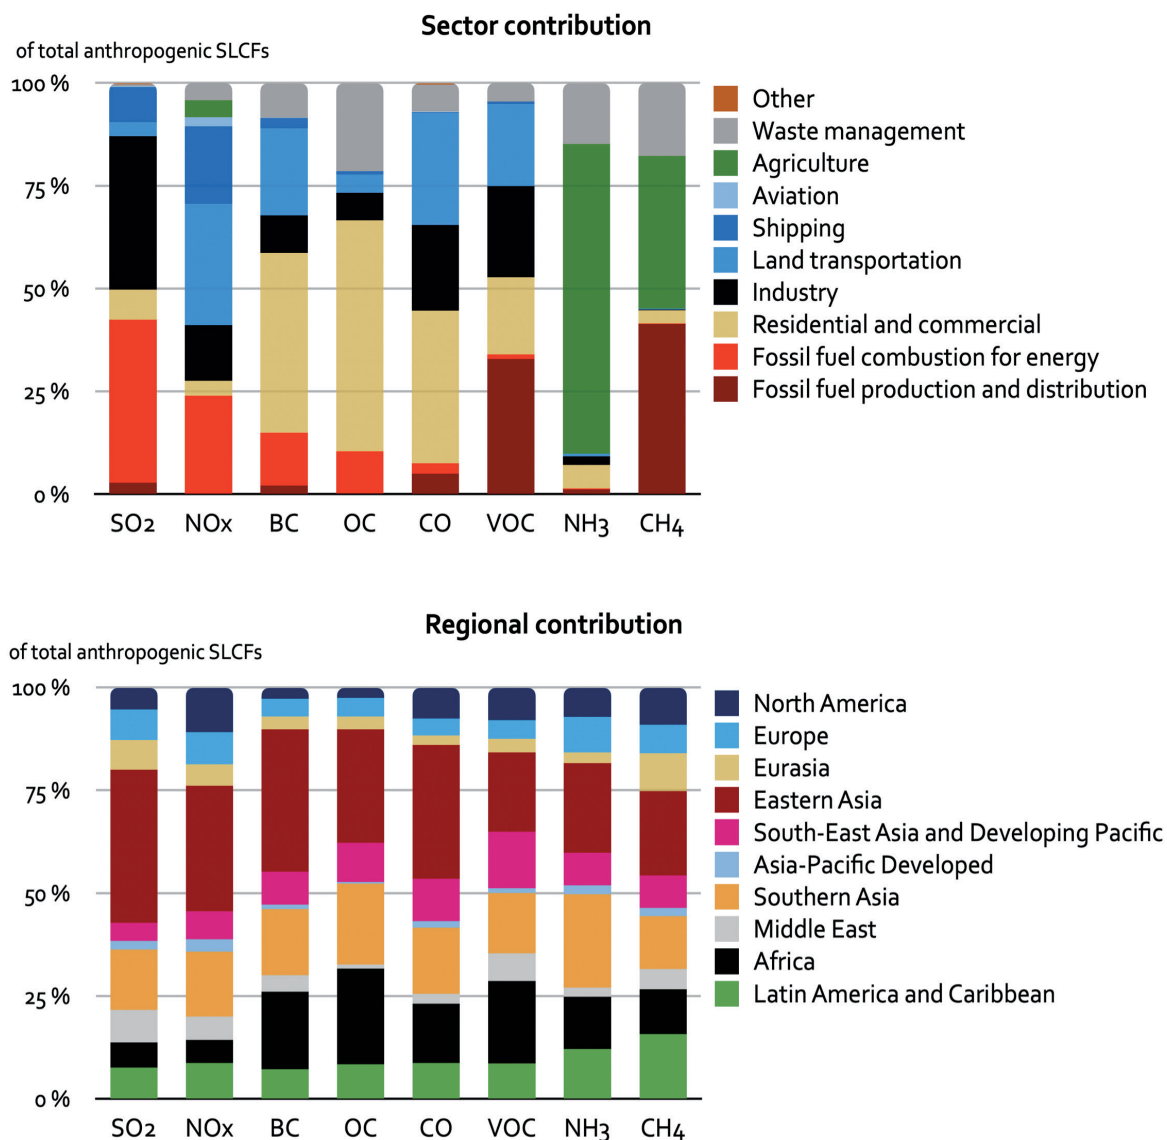 Sector contribution
of total anthropogenic SLCFs
100 %
75 %
50 %
25 %
0 %
SO2 NOx BC OC CO VOC NH3 CH4
Other
Waste management
Agriculture
Aviation
Shipping
Land transportation
Industry
Residential and commercial
Fossil fuel combustion for energy
Fossil fuel production and distribution
Regional contribution
of total anthropogenic SLCFs
100 %
75 %
50 %
25 %
0 %
SO2 NOx BC OC CO VOC NH3 CH4
North America
Europe
Eurasia
Eastern Asia
South-East Asia and Developing Pacific
Asia-Pacific Developed
Southern Asia
Middle East
Africa
Latin America and Caribbean